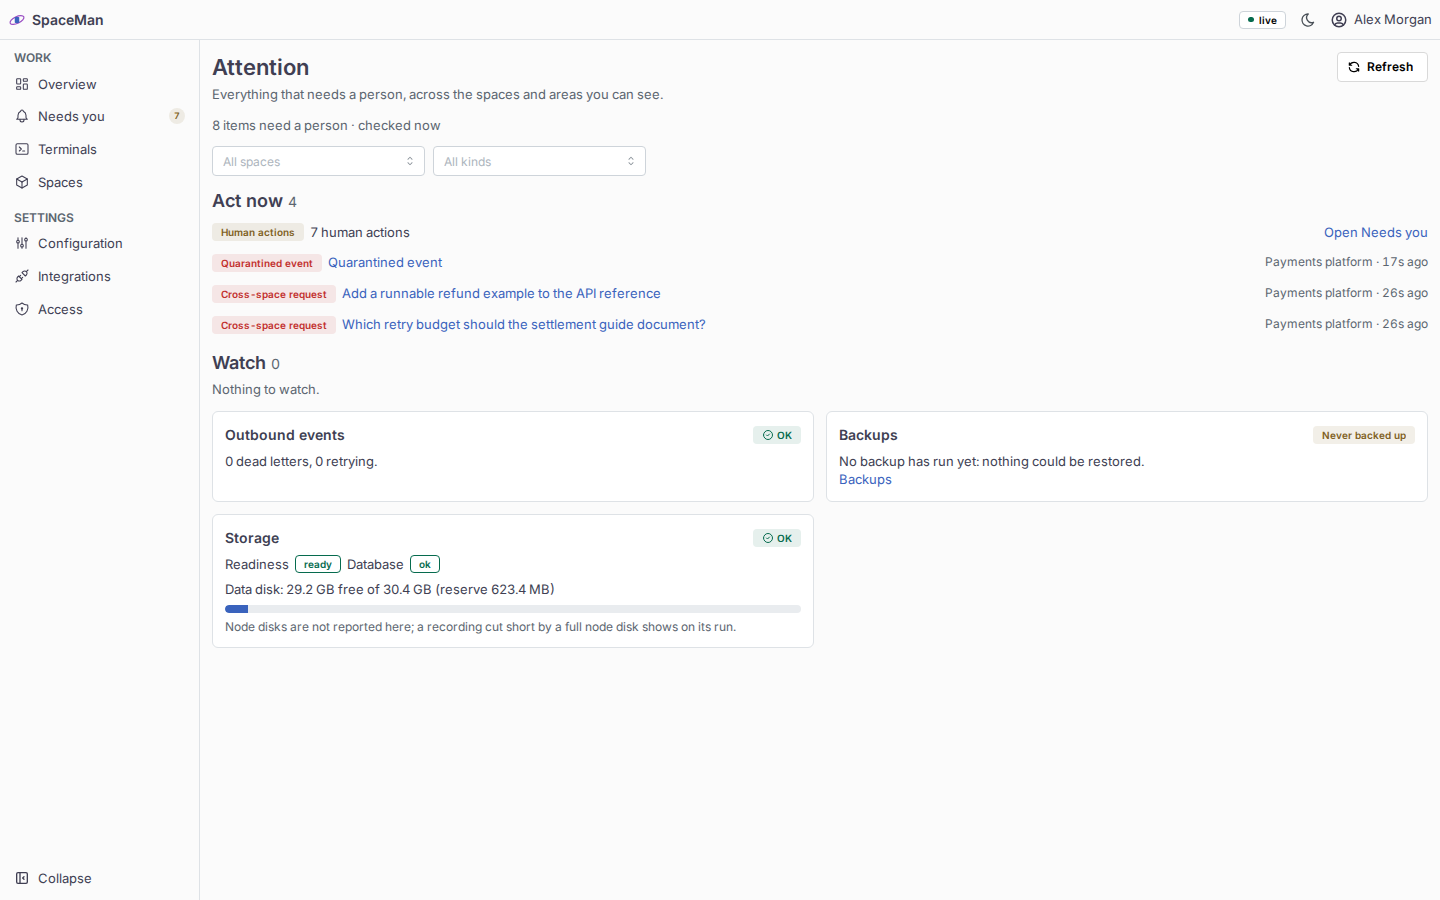 SpaceMan
live
Alex Morgan
WORK
Overview
Needs you 7
Terminals
Spaces
SETTINGS
Configuration
Integrations
Access
Collapse
Attention
Refresh
Everything that needs a person, across the spaces and areas you can see.
8 items need a person · checked now
All spaces
All kinds
Act now 4
Human actions 7 human actions Open Needs you
Quarantined event Quarantined event Payments platform · 17s ago
Cross-space request Add a runnable refund example to the API reference Payments platform · 26s ago
Cross-space request Which retry budget should the settlement guide document? Payments platform · 26s ago
Watch 0
Nothing to watch.
Outbound events OK
0 dead letters, 0 retrying.
Backups Never backed up
No backup has run yet: nothing could be restored.
Backups
Storage OK
Readiness ready Database ok
Data disk: 29.2 GB free of 30.4 GB (reserve 623.4 MB)
Node disks are not reported here; a recording cut short by a full node disk shows on its run.